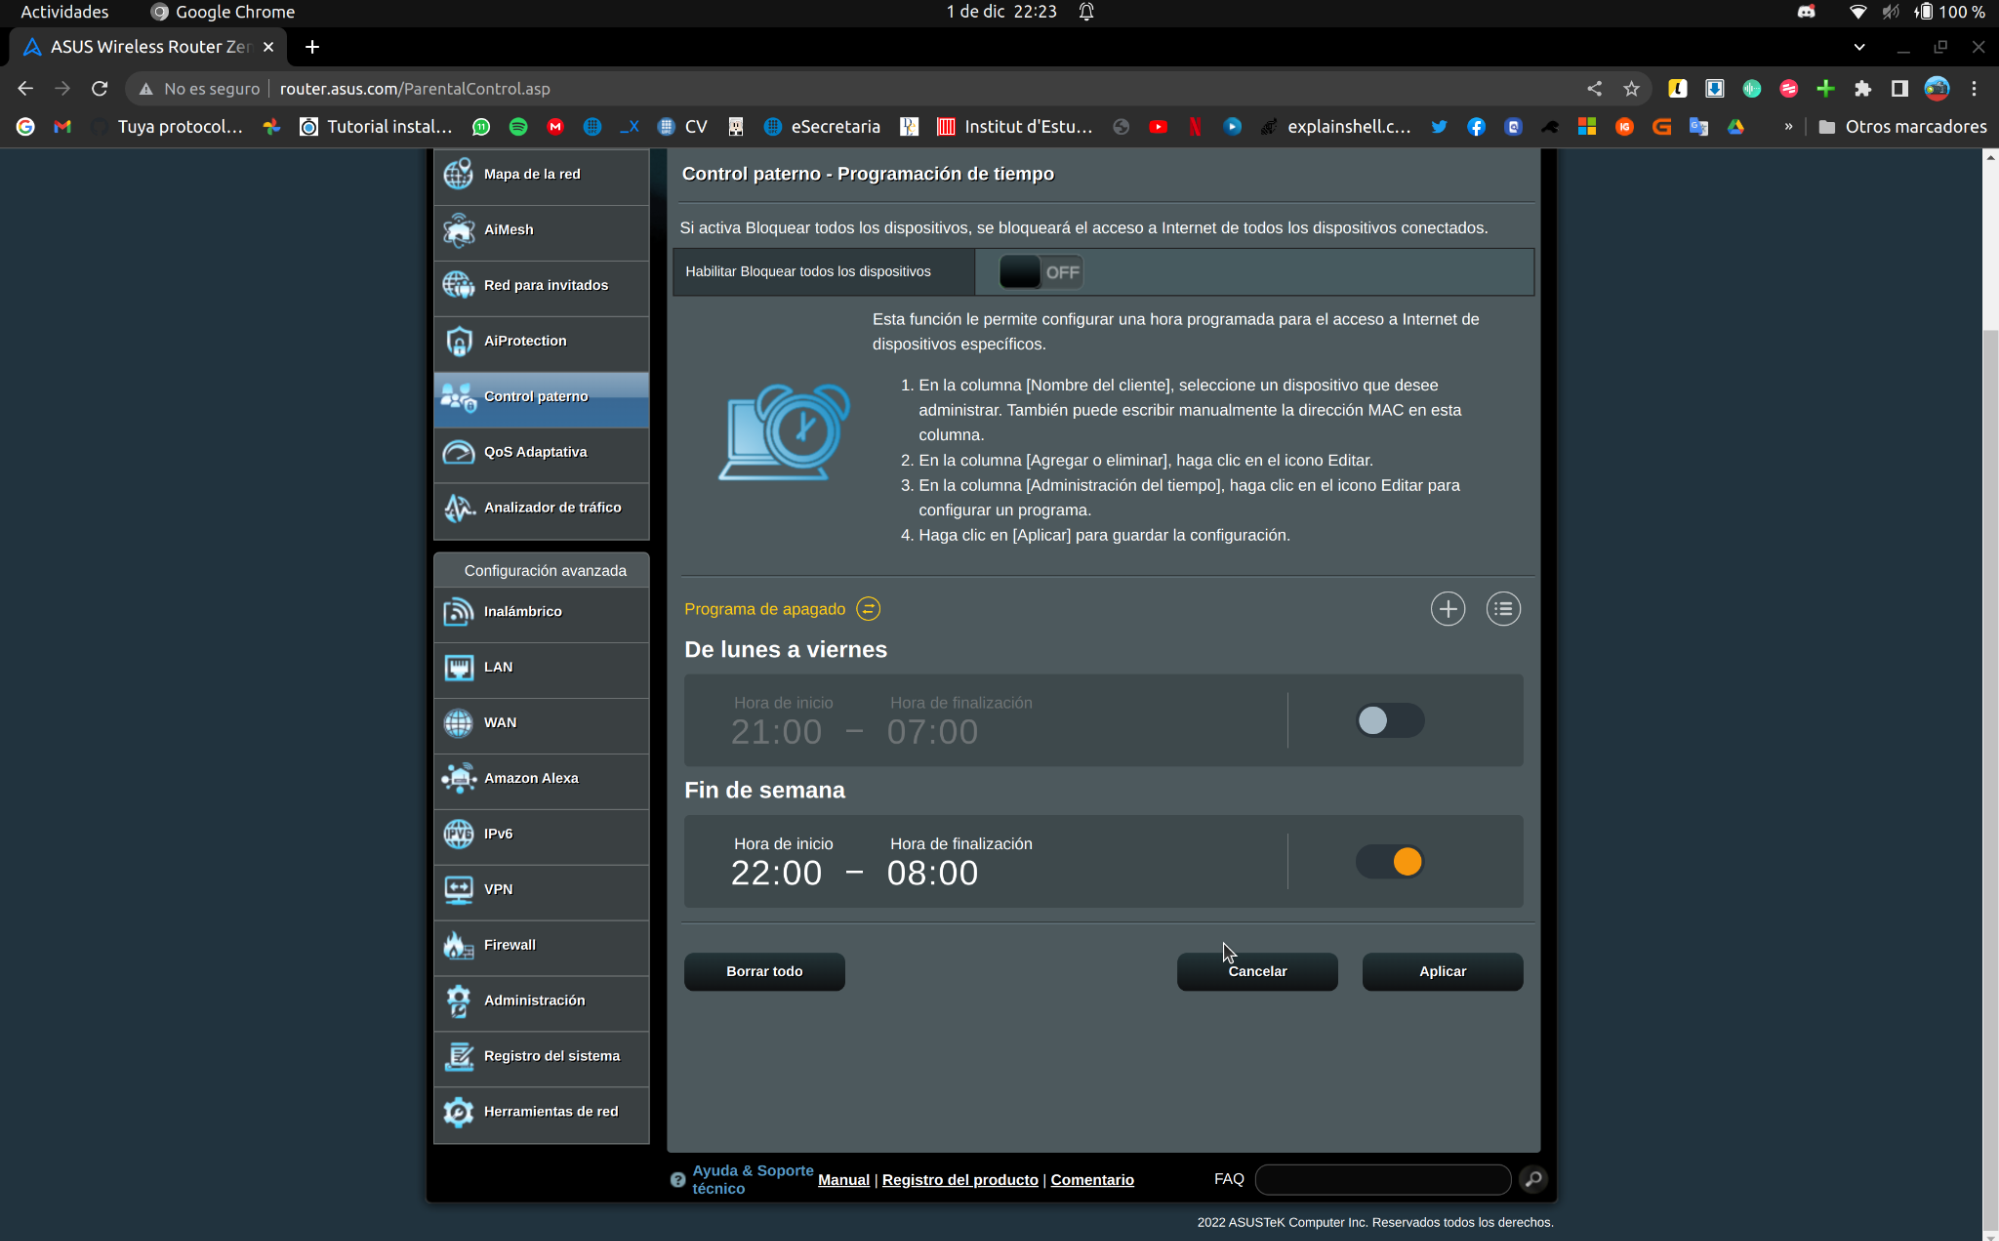 Actividades
Google Chrome
1 de dic 22:23
100 %
ASUS Wireless Router Zen
No es seguro
router.asus.com/ParentalControl.asp
Tuya protocol...
Tutorial instal...
CV
eSecretaria
Institut d'Estu...
explainshell.c...
»
Otros marcadores
Mapa de la red
AiMesh
Red para invitados
AiProtection
Control paterno
QoS Adaptativa
Analizador de tráfico
Configuración avanzada
Inalámbrico
LAN
WAN
Amazon Alexa
IPv6
VPN
Firewall
Administración
Registro del sistema
Herramientas de red
Control paterno - Programación de tiempo
Si activa Bloquear todos los dispositivos, se bloqueará el acceso a Internet de todos los dispositivos conectados.
Habilitar Bloquear todos los dispositivos
OFF
Esta función le permite configurar una hora programada para el acceso a Internet de
dispositivos específicos.
1. En la columna [Nombre del cliente], seleccione un dispositivo que desee
administrar. También puede escribir manualmente la dirección MAC en esta
columna.
2. En la columna [Agregar o eliminar], haga clic en el icono Editar.
3. En la columna [Administración del tiempo], haga clic en el icono Editar para
configurar un programa.
4. Haga clic en [Aplicar] para guardar la configuración.
Programa de apagado
De lunes a viernes
Hora de inicio
Hora de finalización
21:00 – 07:00
Fin de semana
Hora de inicio
Hora de finalización
22:00 – 08:00
Borrar todo
Cancelar
Aplicar
Ayuda & Soporte
técnico
Manual | Registro del producto | Comentario
FAQ
2022 ASUSTeK Computer Inc. Reservados todos los derechos.